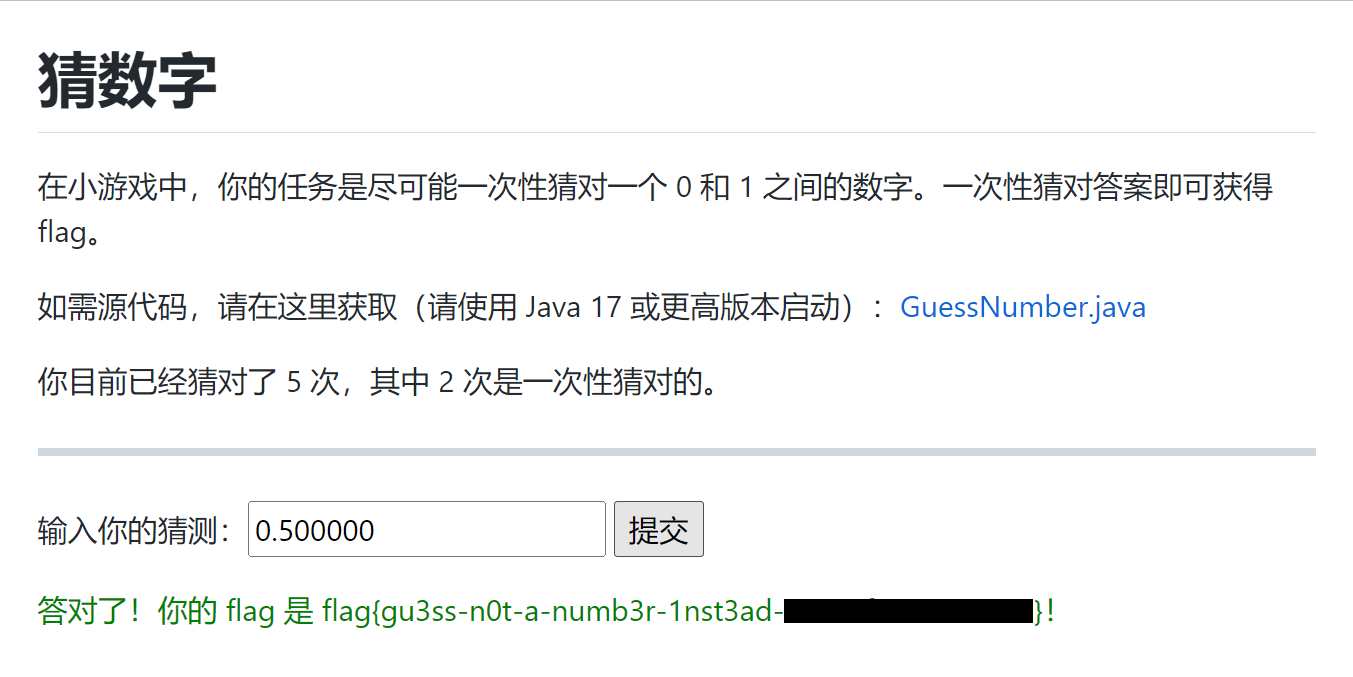 猜数字
在小游戏中，你的任务是尽可能一次性猜对一个 0 和 1 之间的数字。一次性猜对答案即可获得
flag。
如需源代码，请在这里获取（请使用 Java 17 或更高版本启动）：GuessNumber.java
你目前已经猜对了 5 次，其中 2 次是一次性猜对的。
输入你的猜测：0.500000 提交
答对了！你的 flag 是 flag{gu3ss-n0t-a-numb3r-1nst3ad-}！